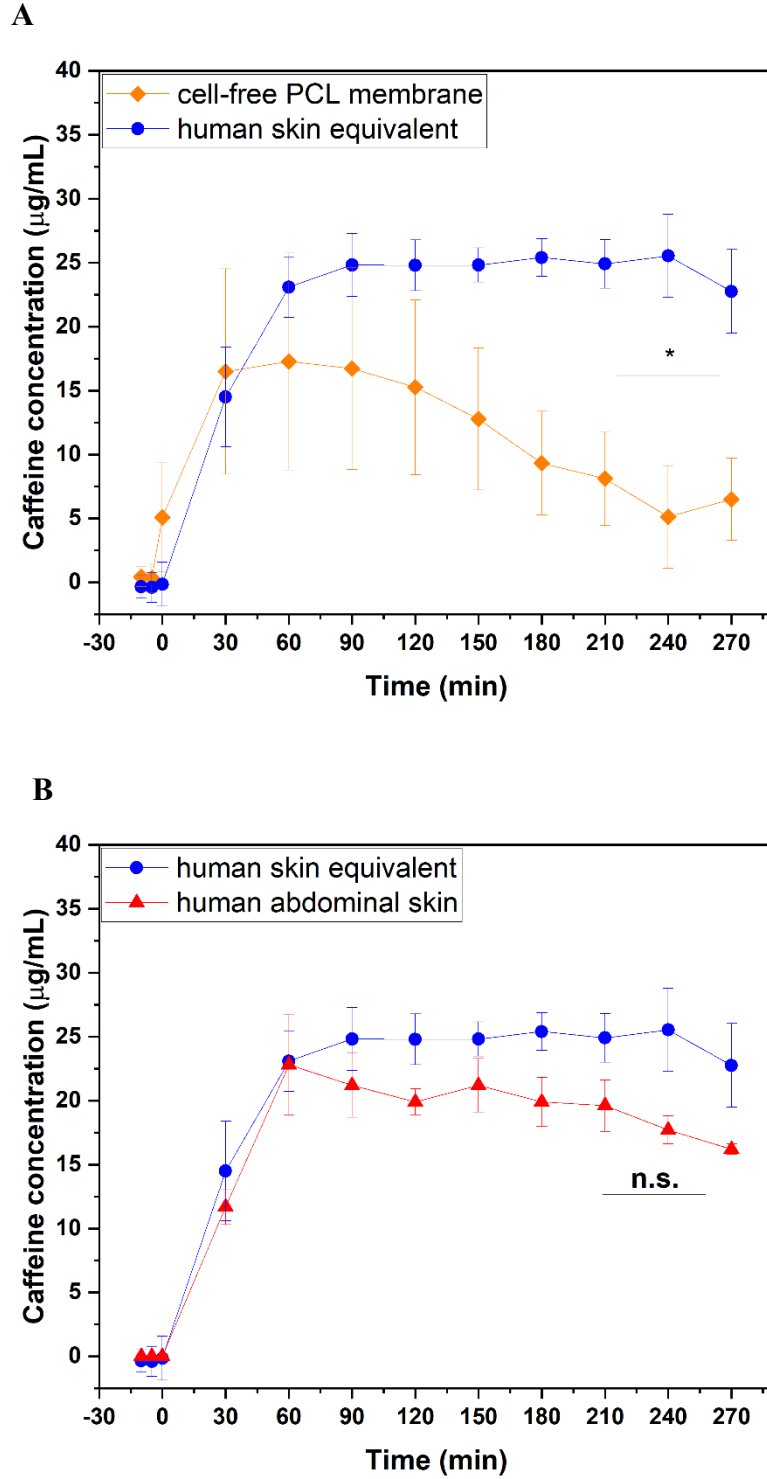 A
40
cell-free PCL membrane
35
human skin equivalent
30
25
20
15
*
10
5
0
-30 0 30 60 90 120 150 180 210 240 270
Caffeine concentration (μg/mL)
Time (min)
B
40
human skin equivalent
35
human abdominal skin
30
25
20
15
n.s.
10
5
0
-30 0 30 60 90 120 150 180 210 240 270
Caffeine concentration (μg/mL)
Time (min)